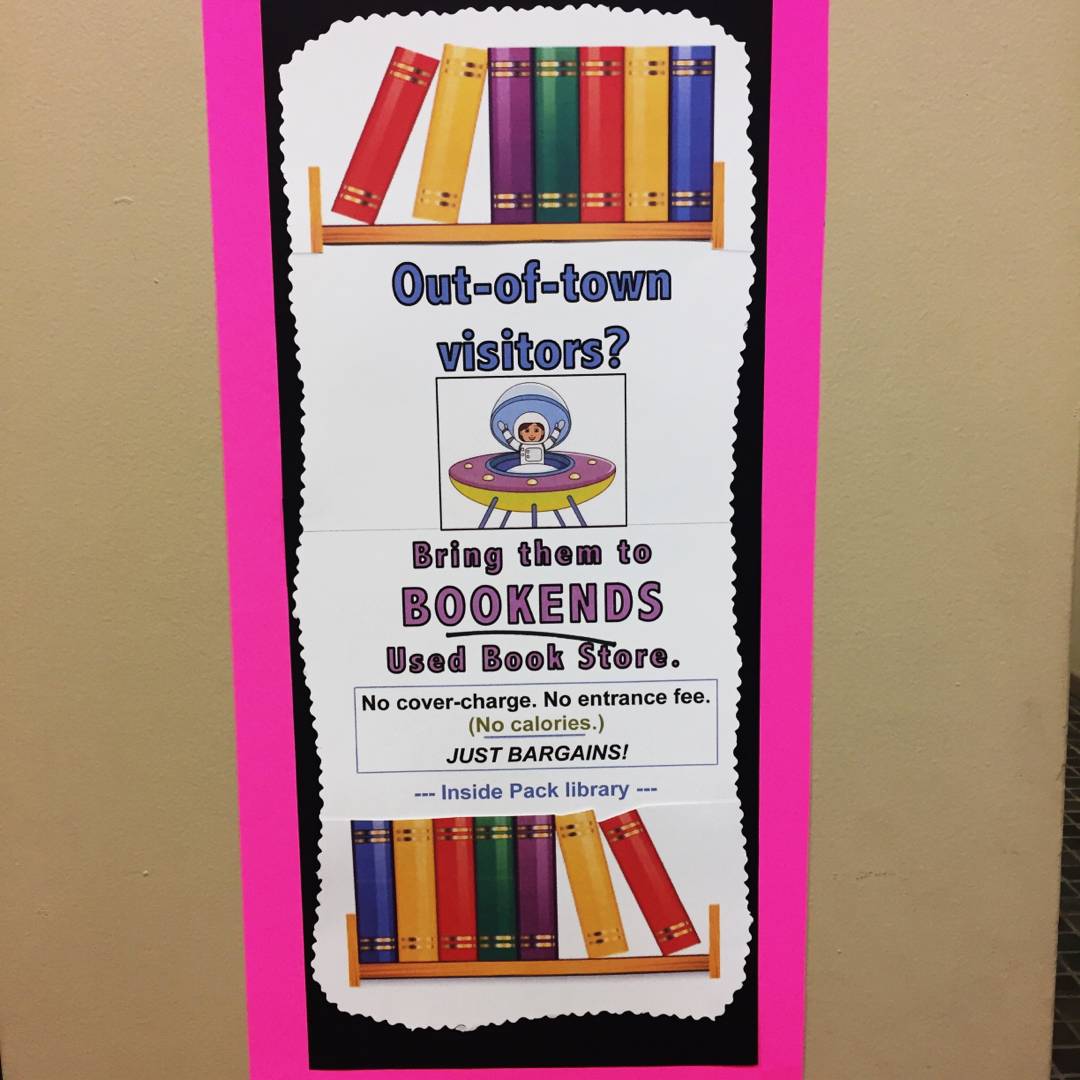 Out-of-town
visitors?
Bring them to
BOOKENDS
Used Book Store.
No cover-charge. No entrance fee.
(No calories.)
JUST BARGAINS!
--- Inside Pack library ---